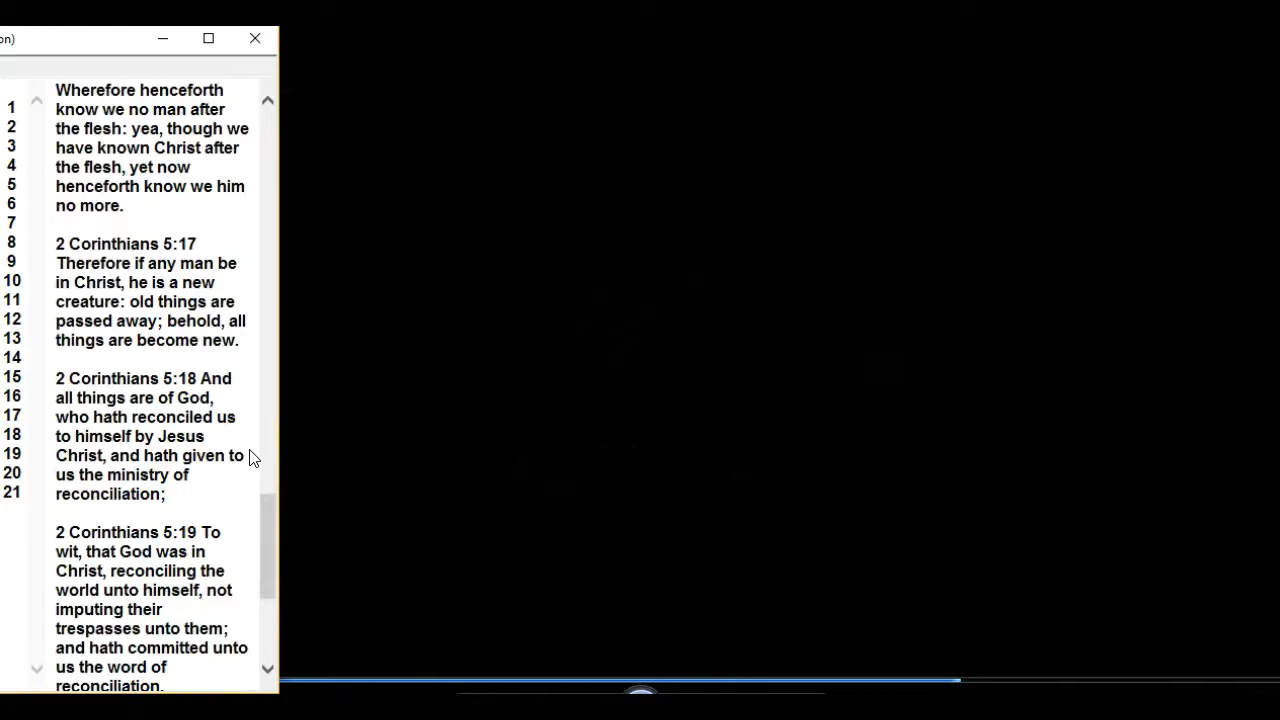 on)
1
2
3
4
5
6
7
8
9
10
11
12
13
14
15
16
17
18
19
20
21
Wherefore henceforth
know we no man after
the flesh: yea, though we
have known Christ after
the flesh, yet now
henceforth know we him
no more.
2 Corinthians 5:17
Therefore if any man be
in Christ, he is a new
creature: old things are
passed away; behold, all
things are become new.
2 Corinthians 5:18 And
all things are of God,
who hath reconciled us
to himself by Jesus
Christ, and hath given to
us the ministry of
reconciliation;
2 Corinthians 5:19 To
wit, that God was in
Christ, reconciling the
world unto himself, not
imputing their
trespasses unto them;
and hath committed unto
us the word of
reconciliation.